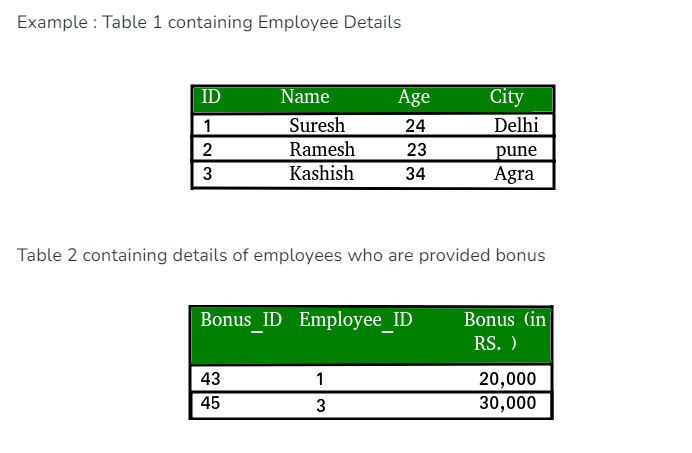 Example : Table 1 containing Employee Details
ID Name Age City
1 Suresh 24 Delhi
2 Ramesh 23 pune
3 Kashish 34 Agra
Table 2 containing details of employees who are provided bonus
Bonus_ID Employee_ID Bonus (in
RS. )
43 1 20,000
45 3 30,000